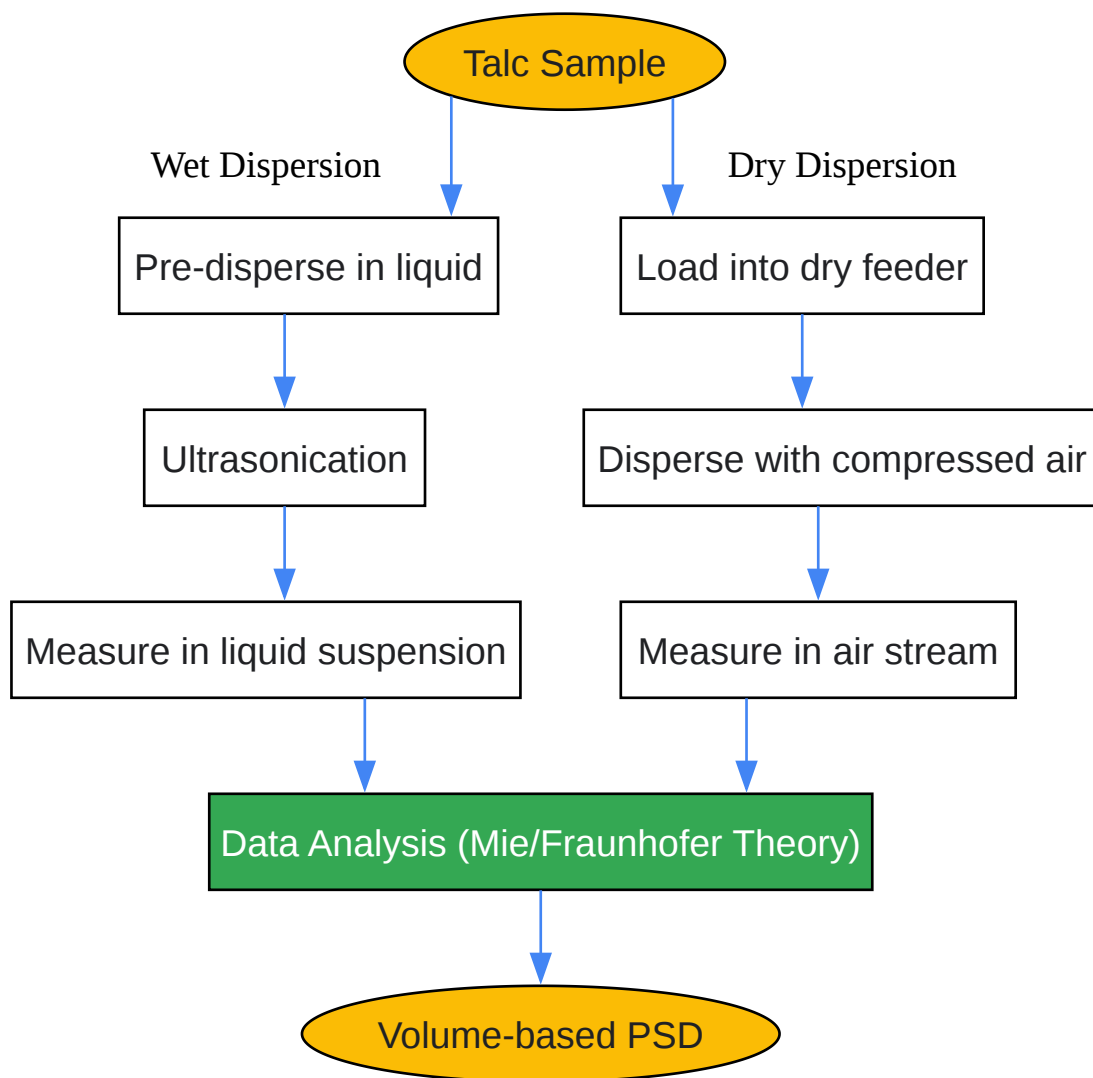 Talc Sample
Wet Dispersion
Dry Dispersion
Pre-disperse in liquid
Load into dry feeder
Ultrasonication
Disperse with compressed air
Measure in liquid suspension
Measure in air stream
Data Analysis (Mie/Fraunhofer Theory)
Volume-based PSD